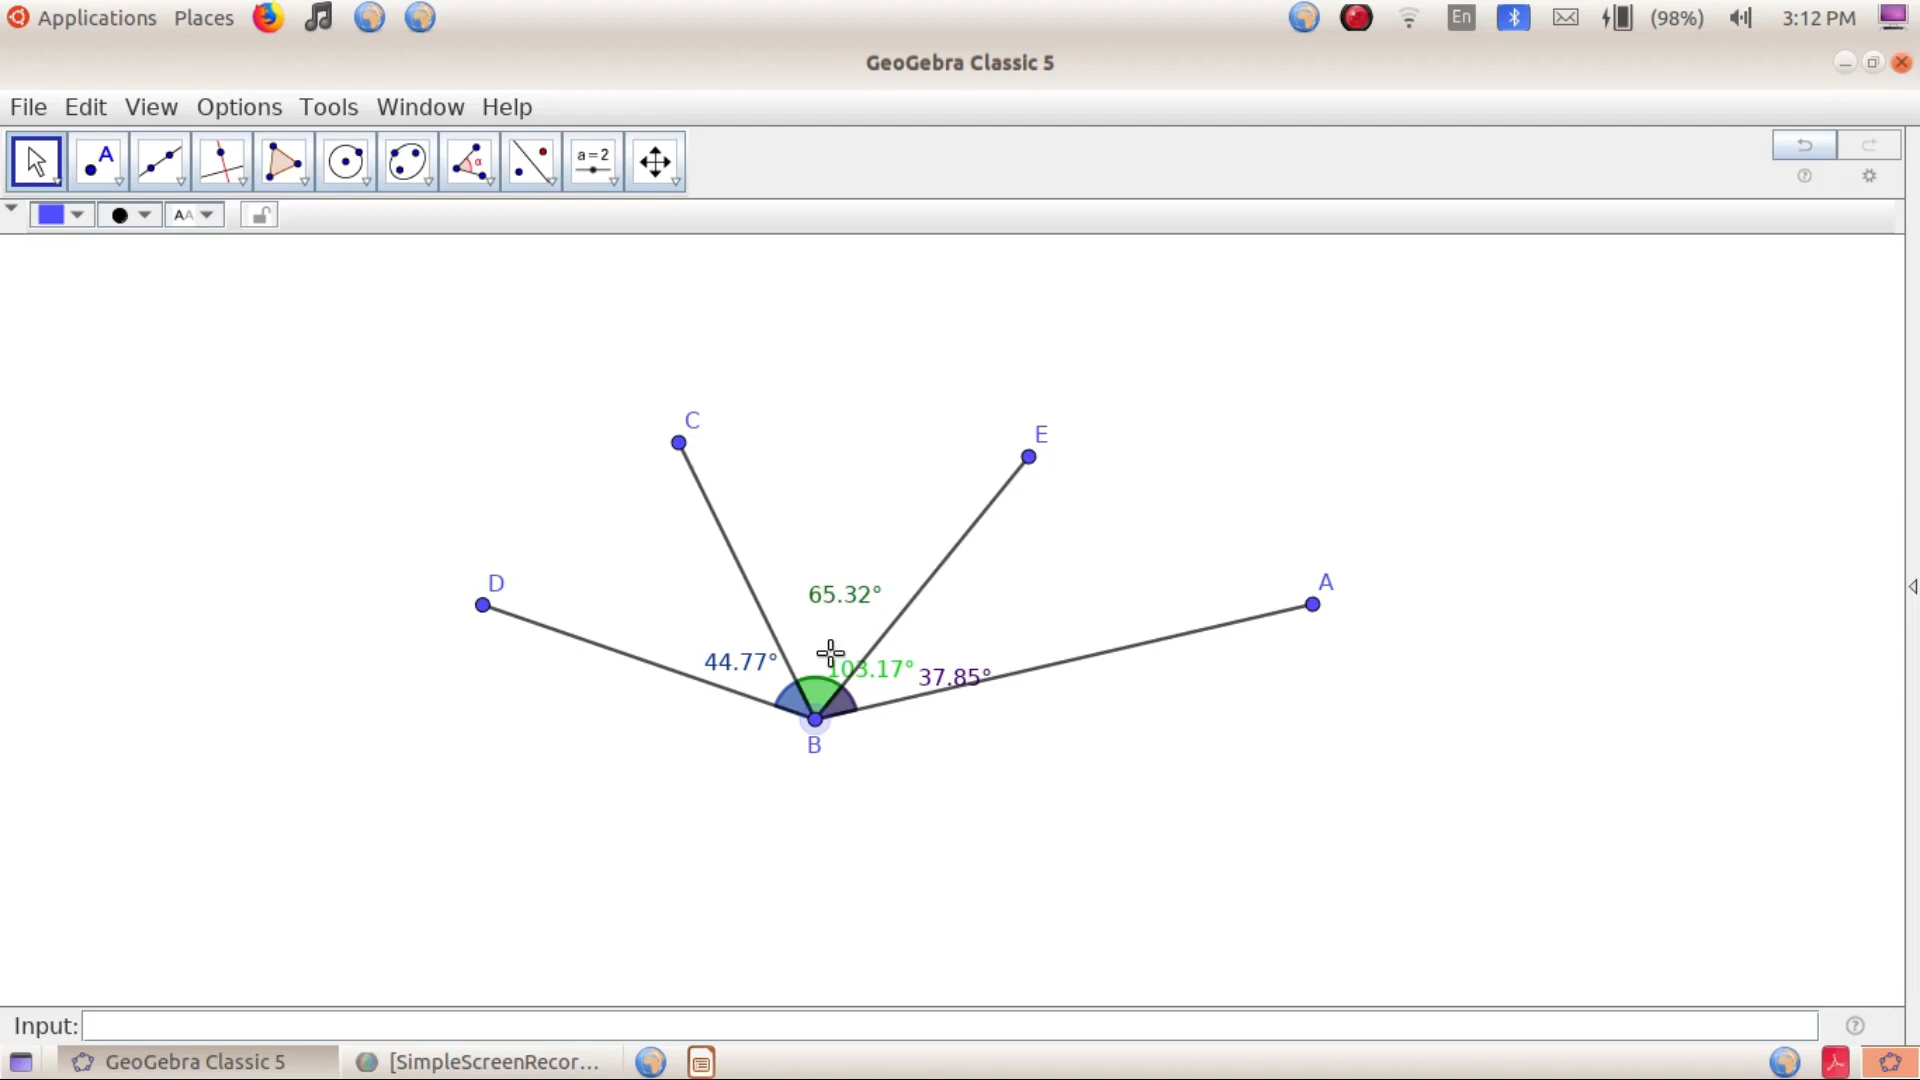 Applications Places En (98%) 3:12 PM
GeoGebra Classic 5
File Edit View Options Tools Window Help
A α a=2
AA
C
E
D
A
65.32°
44.77° 103.17° 37.85°
B
Input:
GeoGebra Classic 5 [SimpleScreenRecor...